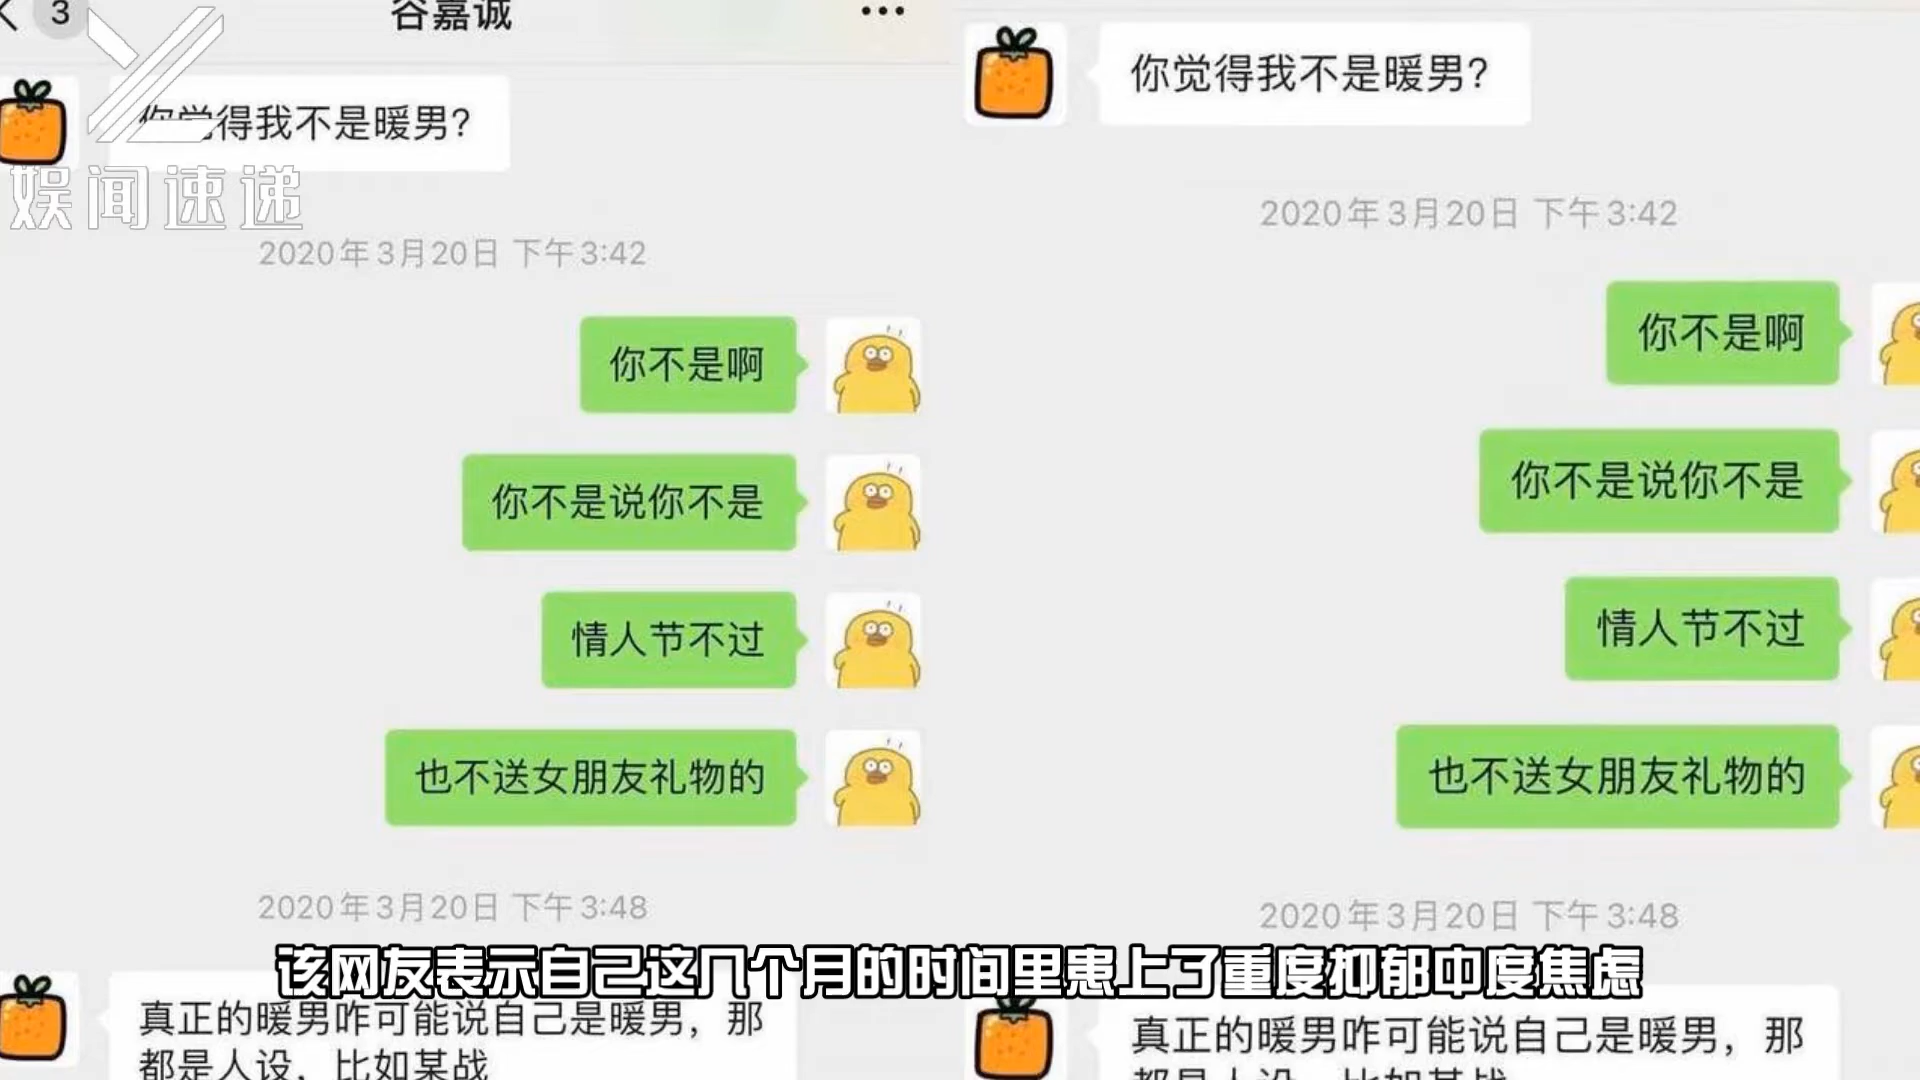 3
谷嘉诚
你觉得我不是暖男?
娱闻速递
2020年3月20日 下午3:42
你不是啊
你不是说你不是
情人节不过
也不送女朋友礼物的
2020年3月20日 下午3:48
真正的暖男咋可能说自己是暖男，那
都是人设，比如某战
你觉得我不是暖男?
2020年3月20日 下午3:42
你不是啊
你不是说你不是
情人节不过
也不送女朋友礼物的
2020年3月20日 下午3:48
真正的暖男咋可能说自己是暖男，那
都是人设，比如某战
该网友表示自己这几个月的时间里患上了重度抑郁中度焦虑